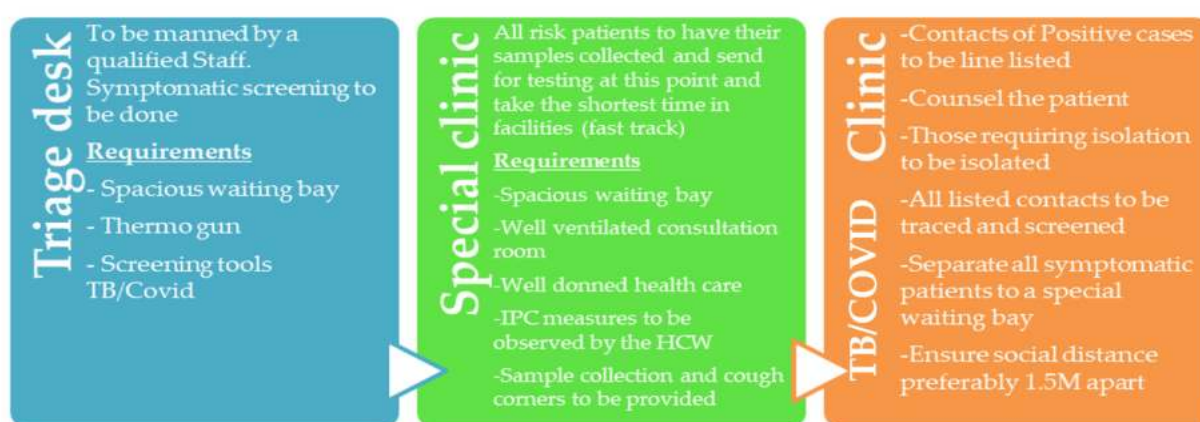 Triage desk
To be manned by a
qualified Staff.
Symptomatic screening to
be done
Requirements
- Spacious waiting bay
- Thermo gun
- Screening tools
TB/Covid
Special clinic
All risk patients to have their
samples collected and send
for testing at this point and
take the shortest time in
facilities (fast track)
Requirements
-Spacious waiting bay
-Well ventilated consultation
room
-Well donned health care
-IPC measures to be
observed by the HCW
-Sample collection and cough
corners to be provided
TB/COVID Clinic
-Contacts of Positive cases
to be line listed
-Counsel the patient
-Those requiring isolation
to be isolated
-All listed contacts to be
traced and screened
-Separate all symptomatic
patients to a special
waiting bay
-Ensure social distance
preferably 1.5M apart